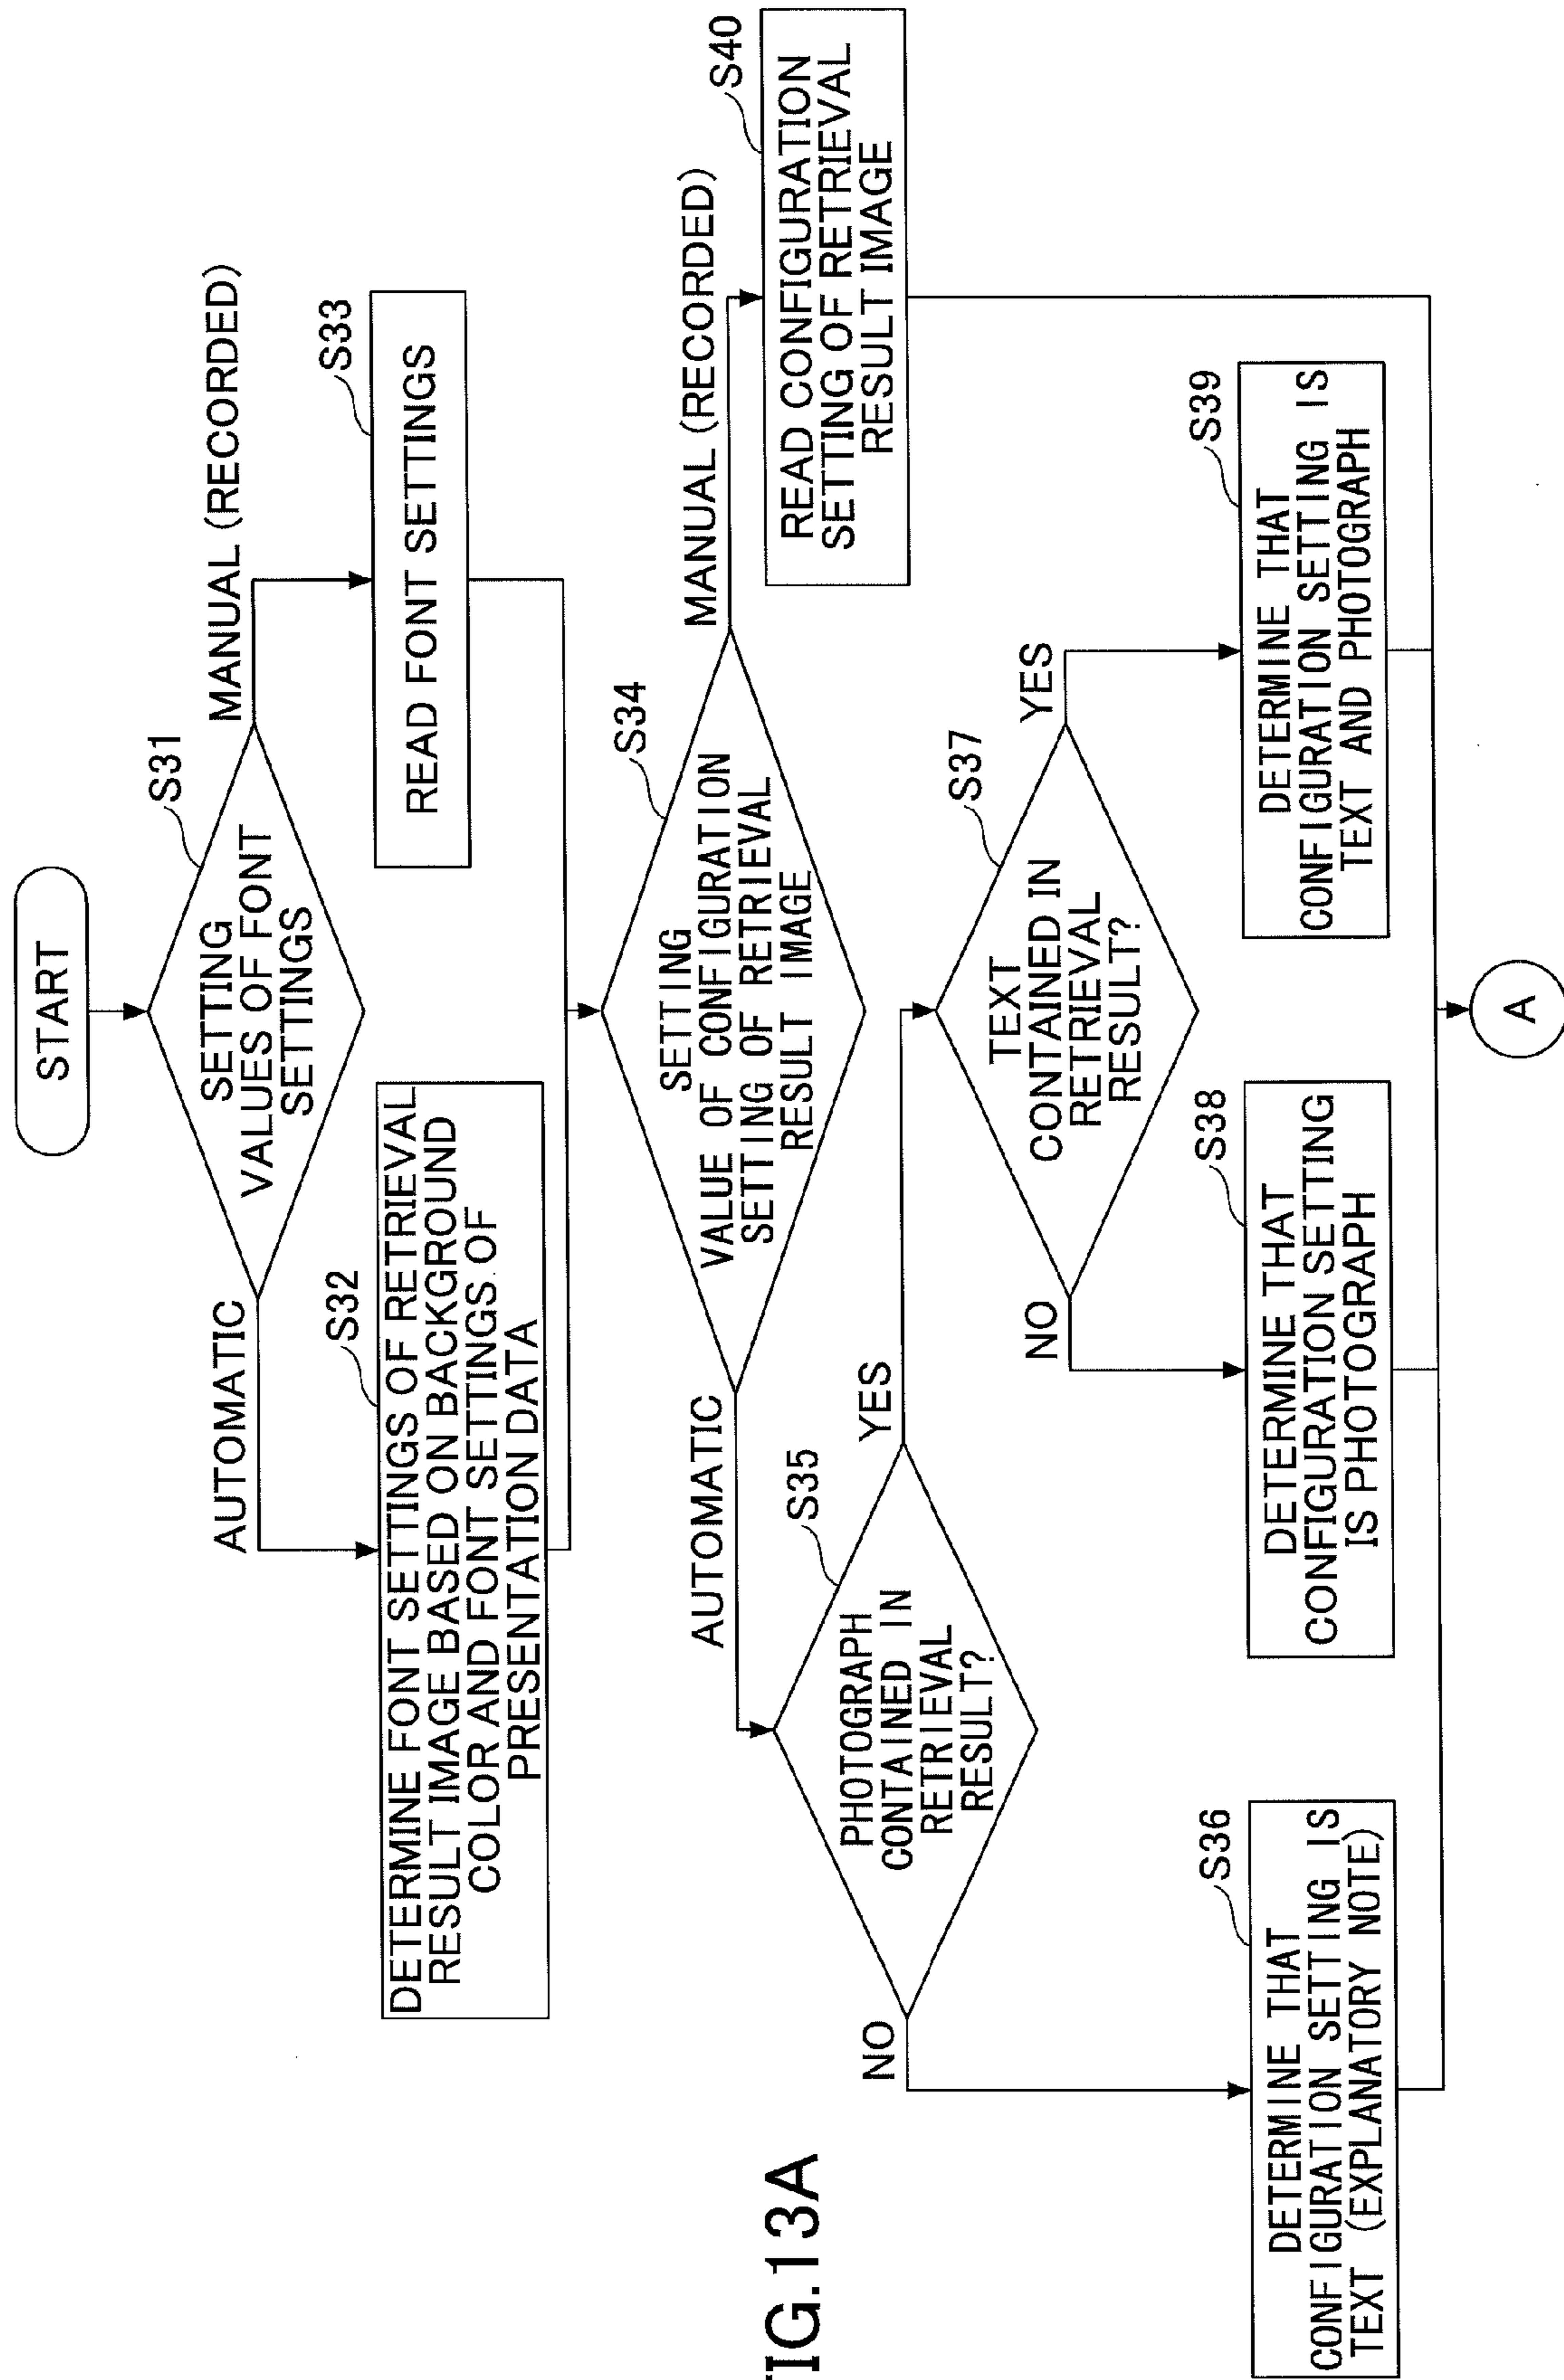 FIG.13A
START
S31
SETTING
VALUES OF FONT
SETTINGS
AUTOMATIC
MANUAL (RECORDED)
S32
DETERMINE FONT SETTINGS OF RETRIEVAL
RESULT IMAGE BASED ON BACKGROUND
COLOR AND FONT SETTINGS OF
PRESENTATION DATA
S33
READ FONT SETTINGS
S34
SETTING
VALUE OF CONFIGURATION
SETTING OF RETRIEVAL
RESULT IMAGE
AUTOMATIC
MANUAL (RECORDED)
S35
PHOTOGRAPH
CONTAINED IN
RETRIEVAL
RESULT?
NO
YES
S40
READ CONFIGURATION
SETTING OF RETRIEVAL
RESULT IMAGE
S37
TEXT
CONTAINED IN
RETRIEVAL
RESULT?
NO
YES
S36
DETERMINE THAT
CONFIGURATION SETTING IS
TEXT (EXPLANATORY NOTE)
S38
DETERMINE THAT
CONFIGURATION SETTING
IS PHOTOGRAPH
S39
DETERMINE THAT
CONFIGURATION SETTING IS
TEXT AND PHOTOGRAPH
A